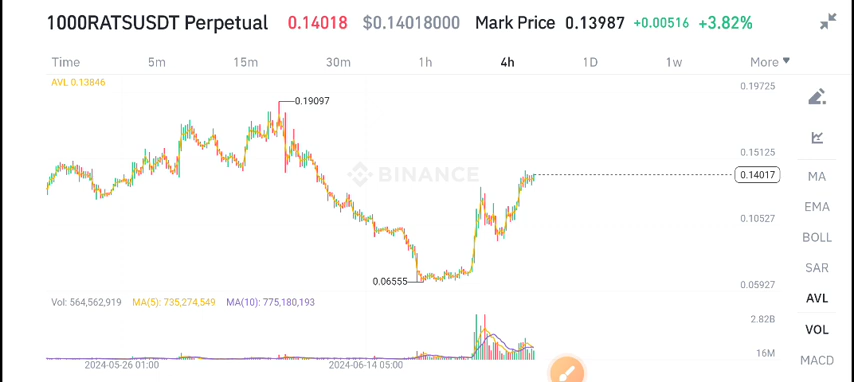 1000RATSUSDT Perpetual 0.14018 $0.14018000 Mark Price 0.13987 +0.00516 +3.82%
Time 5m 15m 30m 1h 4h 1D 1w More
AVL 0.13846
0.19725
0.19097
0.15125
BINANCE
0.14017
0.10527
0.06555
0.05927
MA
EMA
BOLL
SAR
AVL
VOL
MACD
Vol: 564,562,919 MA(5): 735,274,549 MA(10): 775,180,193
2.82B
16M
2024-05-26 01:00 2024-06-14 05:00